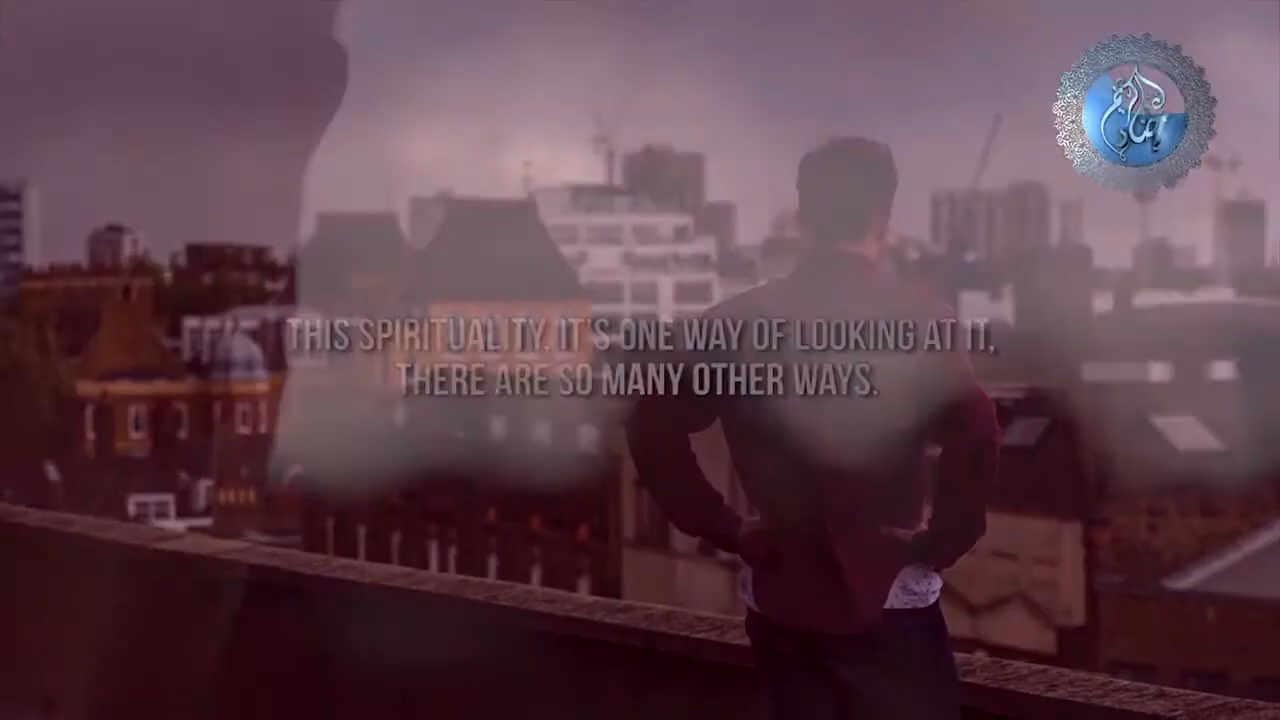 THIS SPIRITUALITY. IT'S ONE WAY OF LOOKING AT IT,
THERE ARE SO MANY OTHER WAYS.